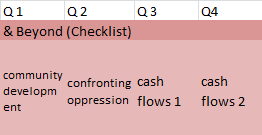 Q 1 Q 2 Q 3 Q4
& Beyond (Checklist)
community
developm
ent
confronting
oppression
cash
flows 1
cash
flows 2